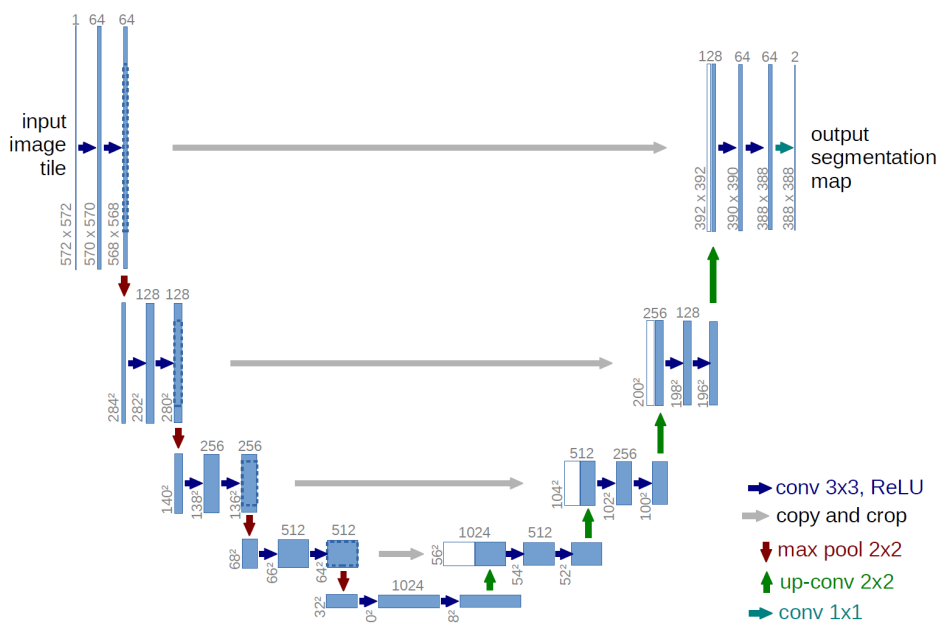 1 64 64
input
image
tile
572 x 572
570 x 570
568 x 568
128 64 64 2
output
segmentation
map
392 x 392
390 x 390
388 x 388
388 x 388
128 128
284²
282²
280²
256 128
200²
198²
196²
256 256
140²
138²
136²
512 256
104²
102²
100²
512 512
68²
66²
64²
1024 512
56²
54²
52²
1024
32²
0²
8²
conv 3x3, ReLU
copy and crop
max pool 2x2
up-conv 2x2
conv 1x1